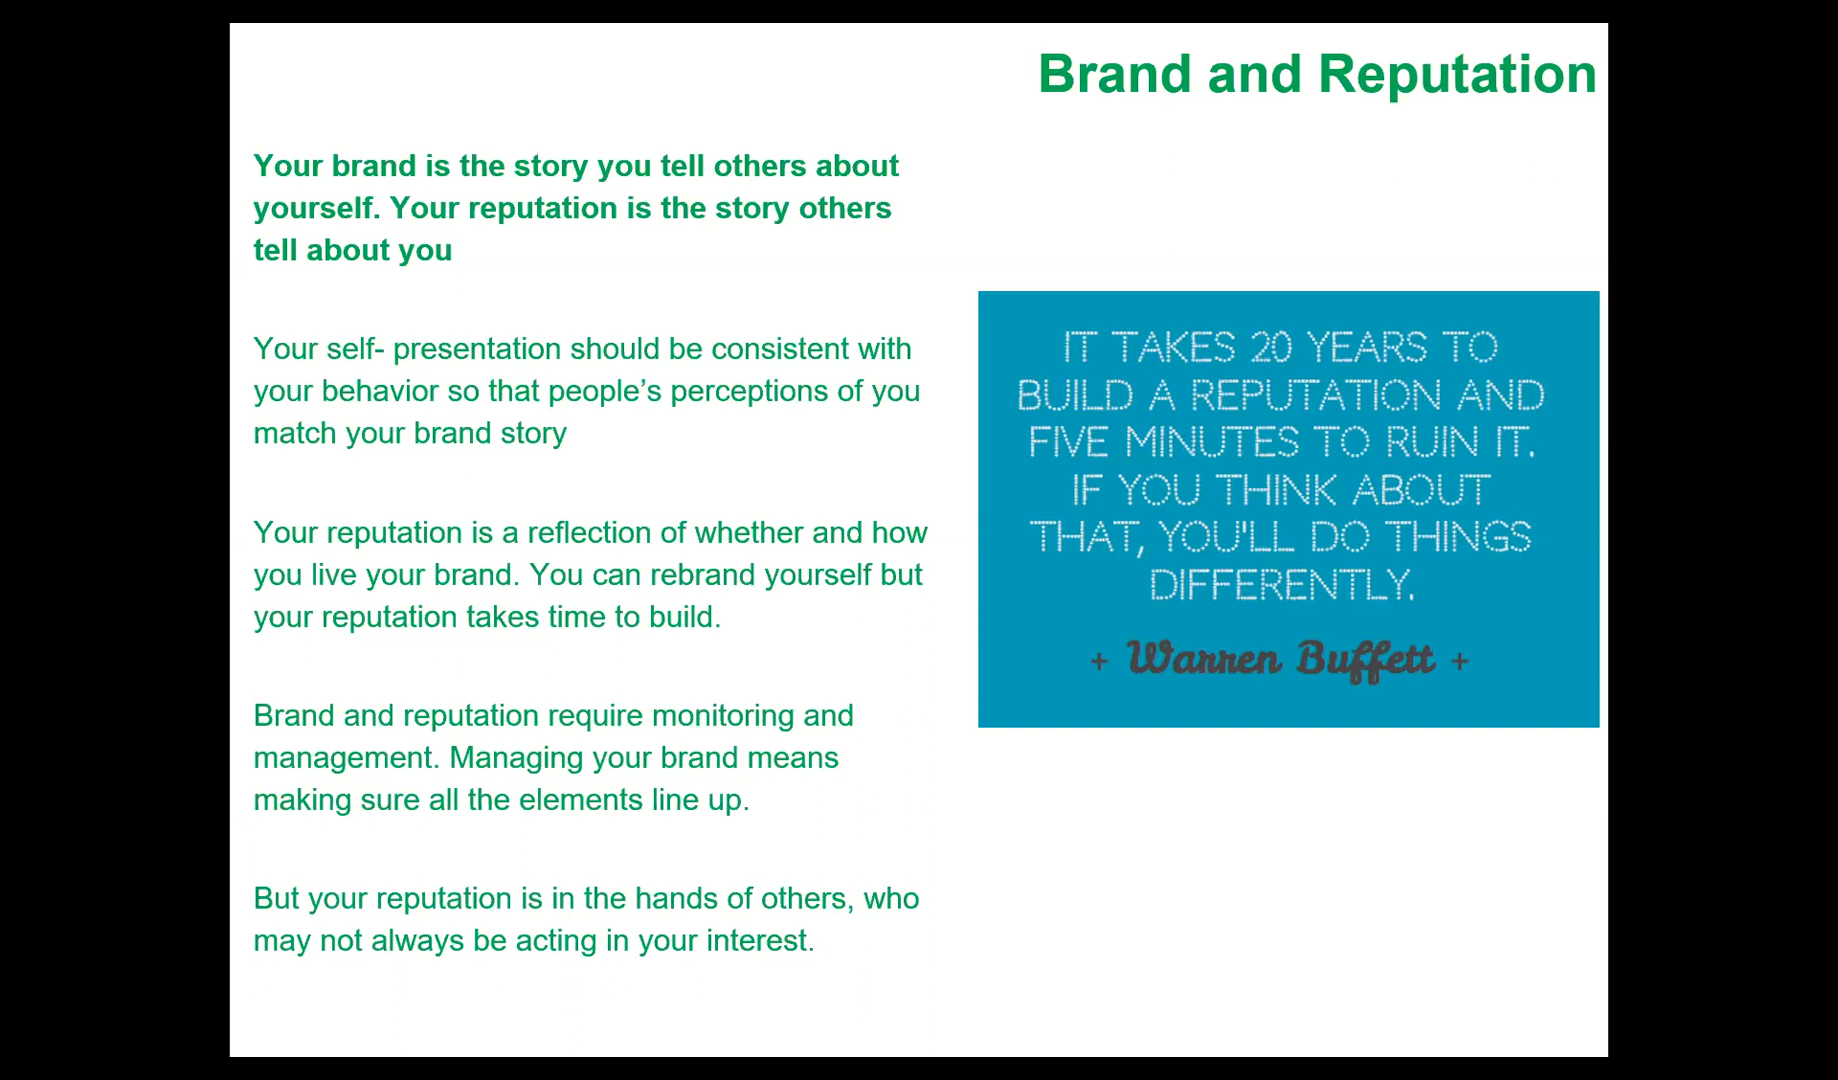 Brand and Reputation
Your brand is the story you tell others about
yourself. Your reputation is the story others
tell about you
Your self- presentation should be consistent with
your behavior so that people’s perceptions of you
match your brand story
Your reputation is a reflection of whether and how
you live your brand. You can rebrand yourself but
your reputation takes time to build.
Brand and reputation require monitoring and
management. Managing your brand means
making sure all the elements line up.
But your reputation is in the hands of others, who
may not always be acting in your interest.
IT TAKES 20 YEARS TO
BUILD A REPUTATION AND
FIVE MINUTES TO RUIN IT.
IF YOU THINK ABOUT
THAT, YOU'LL DO THINGS
DIFFERENTLY.
+ Warren Buffett +